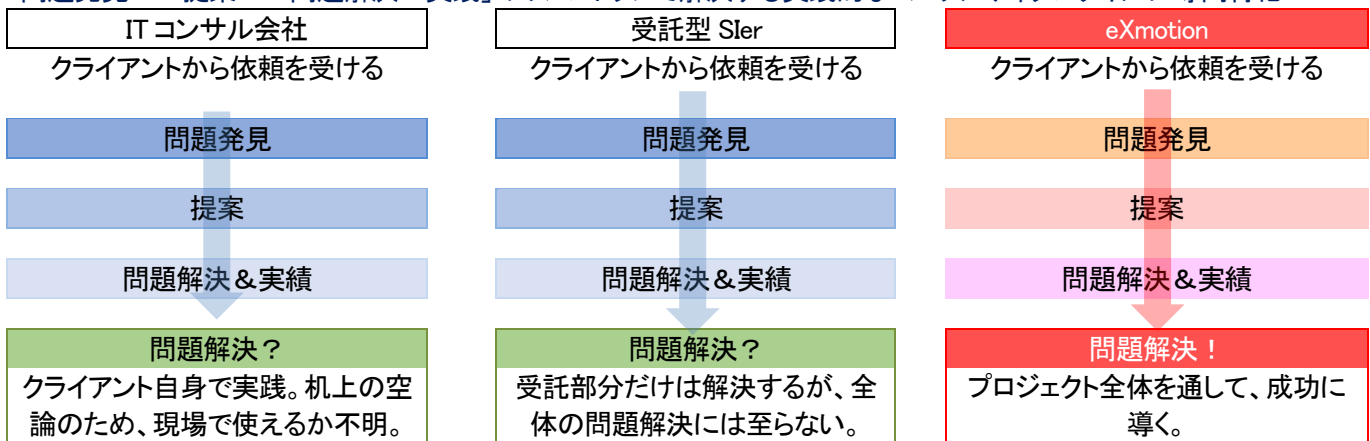 ITコンサル会社
クライアントから依頼を受ける
問題発見
提案
問題解決&実績
問題解決?
クライアント自身で実践。机上の空
論のため、現場で使えるか不明。
受託型 SIer
クライアントから依頼を受ける
問題発見
提案
問題解決&実績
問題解決?
受託部分だけは解決するが、全
体の問題解決には至らない。
eXmotion
クライアントから依頼を受ける
問題発見
提案
問題解決&実績
問題解決!
プロジェクト全体を通して、成功に
導く。